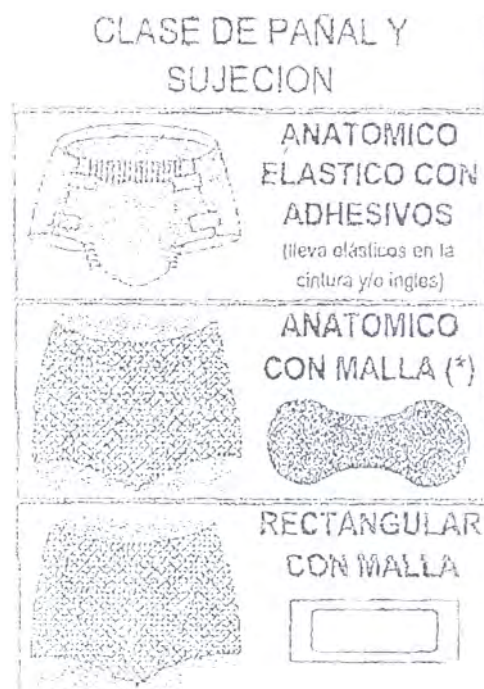 CLASE DE PAÑAL Y
SUJECION
ANATOMICO
ELASTICO CON
ADHESIVOS
(lleva elásticos en la
cintura y/o ingles)
ANATOMICO
CON MALLA (*)
RECTANGULAR
CON MALLA